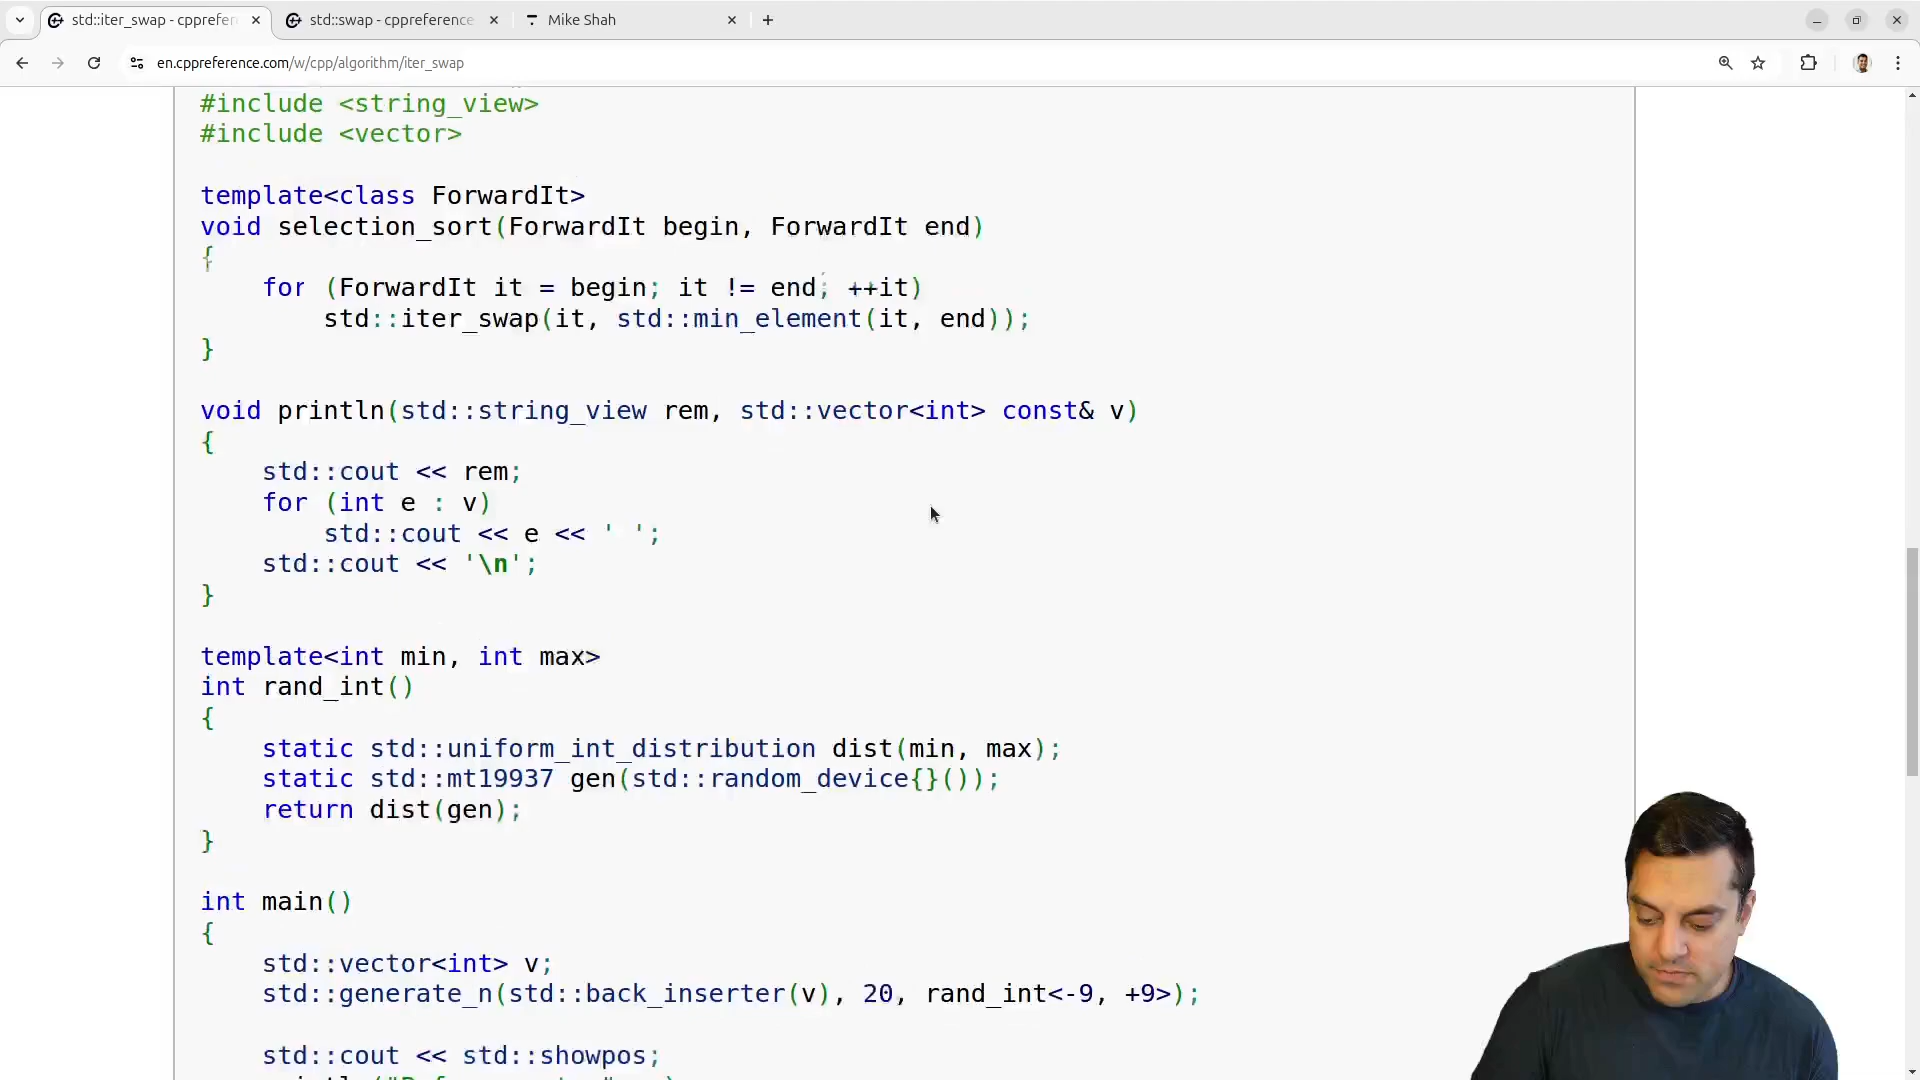 std::iter_swap - cppreferen
std::swap - cppreference
Mike Shah
en.cppreference.com/w/cpp/algorithm/iter_swap
#include <string_view>
#include <vector>
template<class ForwardIt>
void selection_sort(ForwardIt begin, ForwardIt end)
{
    for (ForwardIt it = begin; it != end; ++it)
        std::iter_swap(it, std::min_element(it, end));
}
void println(std::string_view rem, std::vector<int> const& v)
{
    std::cout << rem;
    for (int e : v)
        std::cout << e << ' ';
    std::cout << '\n';
}
template<int min, int max>
int rand_int()
{
    static std::uniform_int_distribution dist(min, max);
    static std::mt19937 gen(std::random_device{}());
    return dist(gen);
}
int main()
{
    std::vector<int> v;
    std::generate_n(std::back_inserter(v), 20, rand_int<-9, +9>);
    std::cout << std::showpos;